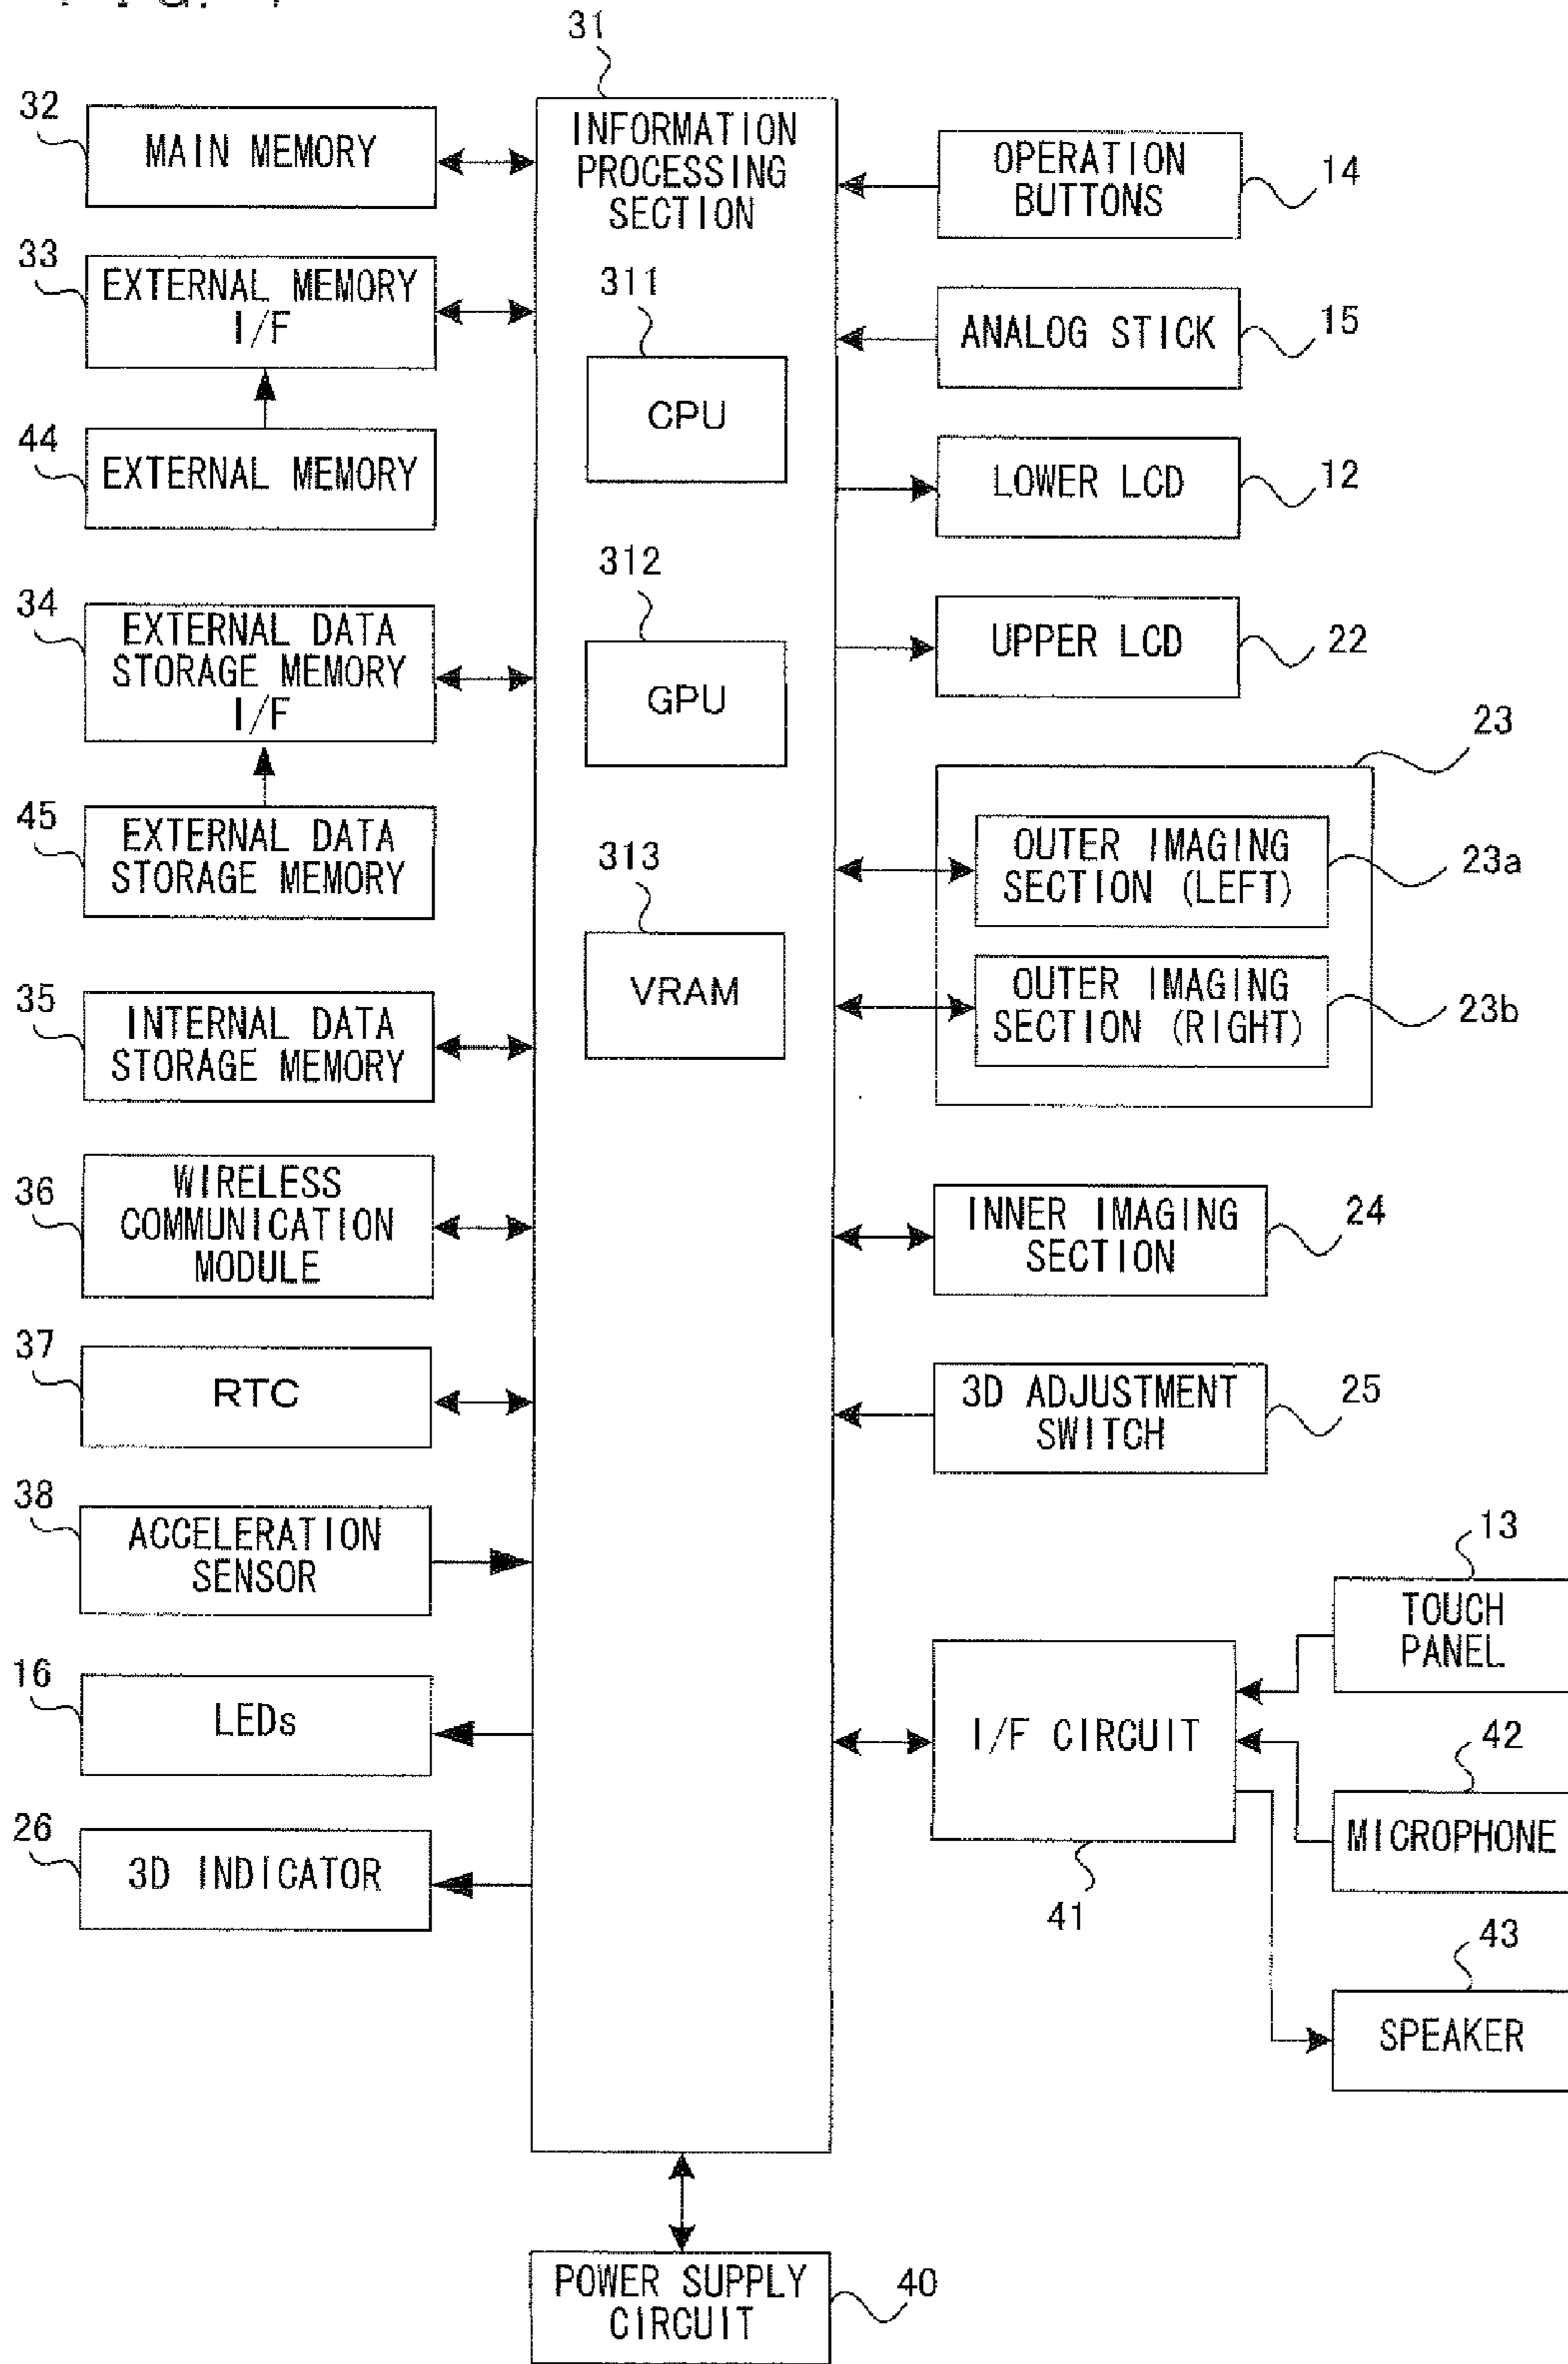 31
32
MAIN MEMORY
33
EXTERNAL MEMORY
I/F
44
EXTERNAL MEMORY
34
EXTERNAL DATA
STORAGE MEMORY
I/F
45
EXTERNAL DATA
STORAGE MEMORY
35
INTERNAL DATA
STORAGE MEMORY
36
WIRELESS
COMMUNICATION
MODULE
37
RTC
38
ACCELERATION
SENSOR
16
LEDs
26
3D INDICATOR
INFORMATION
PROCESSING
SECTION
311
CPU
312
GPU
313
VRAM
OPERATION
BUTTONS
14
ANALOG STICK
15
LOWER LCD
12
UPPER LCD
22
23
OUTER IMAGING
SECTION (LEFT)
23a
OUTER IMAGING
SECTION (RIGHT)
23b
INNER IMAGING
SECTION
24
3D ADJUSTMENT
SWITCH
25
13
TOUCH
PANEL
I/F CIRCUIT
41
42
MICROPHONE
43
SPEAKER
POWER SUPPLY
CIRCUIT
40